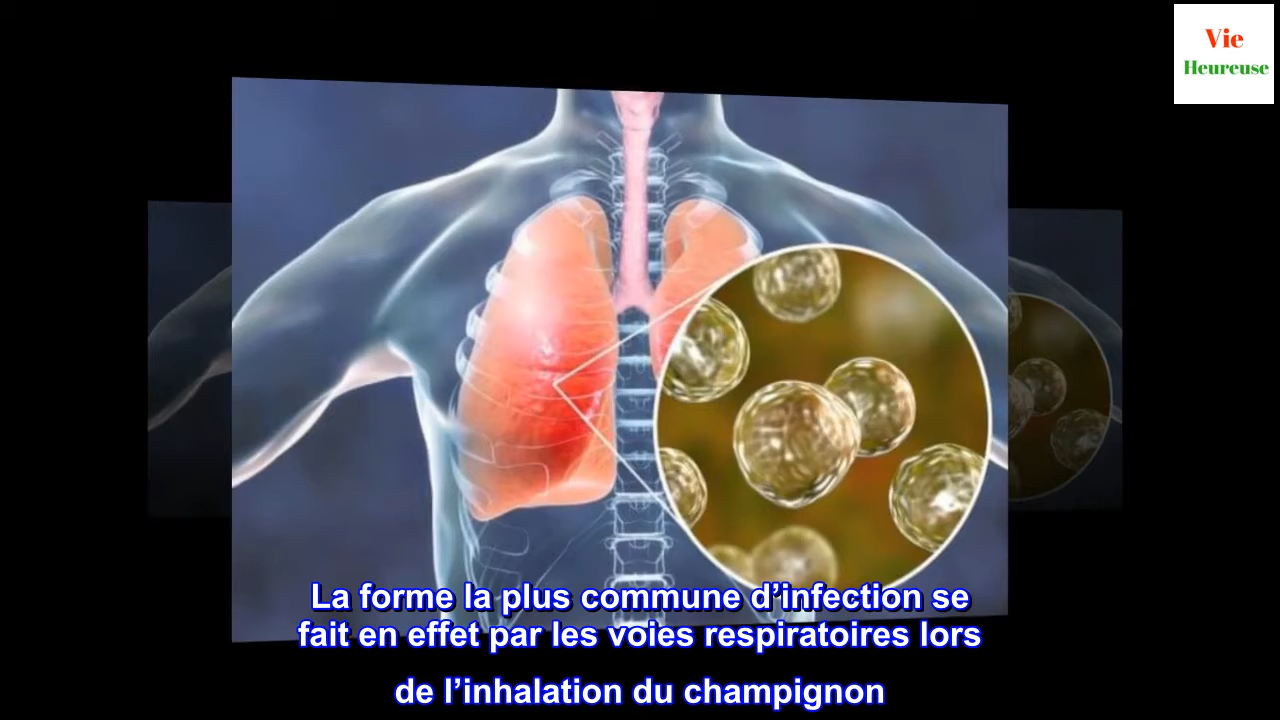 Vie
Heureuse
La forme la plus commune d’infection se
fait en effet par les voies respiratoires lors
de l’inhalation du champignon